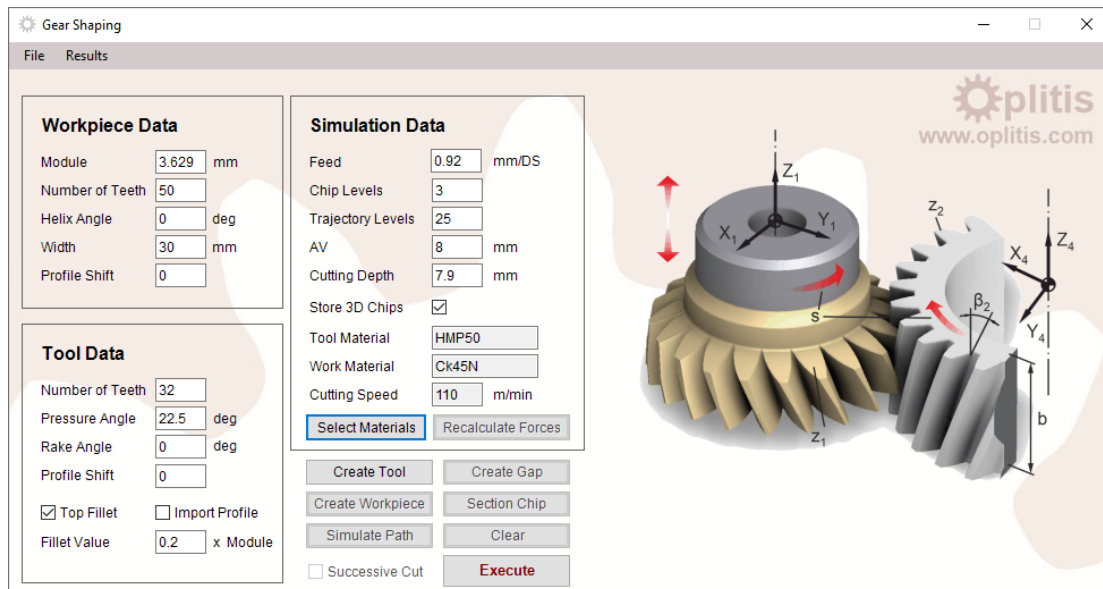 Gear Shaping
File Results
Oplitis
www.oplitis.com
Workpiece Data
Module 3.629 mm
Number of Teeth 50
Helix Angle 0 deg
Width 30 mm
Profile Shift 0
Tool Data
Number of Teeth 32
Pressure Angle 22.5 deg
Rake Angle 0 deg
Profile Shift 0
Top Fillet Import Profile
Fillet Value 0.2 x Module
Simulation Data
Feed 0.92 mm/DS
Chip Levels 3
Trajectory Levels 25
AV 8 mm
Cutting Depth 7.9 mm
Store 3D Chips
Tool Material HMP50
Work Material Ck45N
Cutting Speed 110 m/min
Select Materials Recalculate Forces
Create Tool Create Gap
Create Workpiece Section Chip
Simulate Path Clear
Successive Cut Execute
Z1
X1 Y1
z2
Z4
X4
β2
Y4
s
b
z1